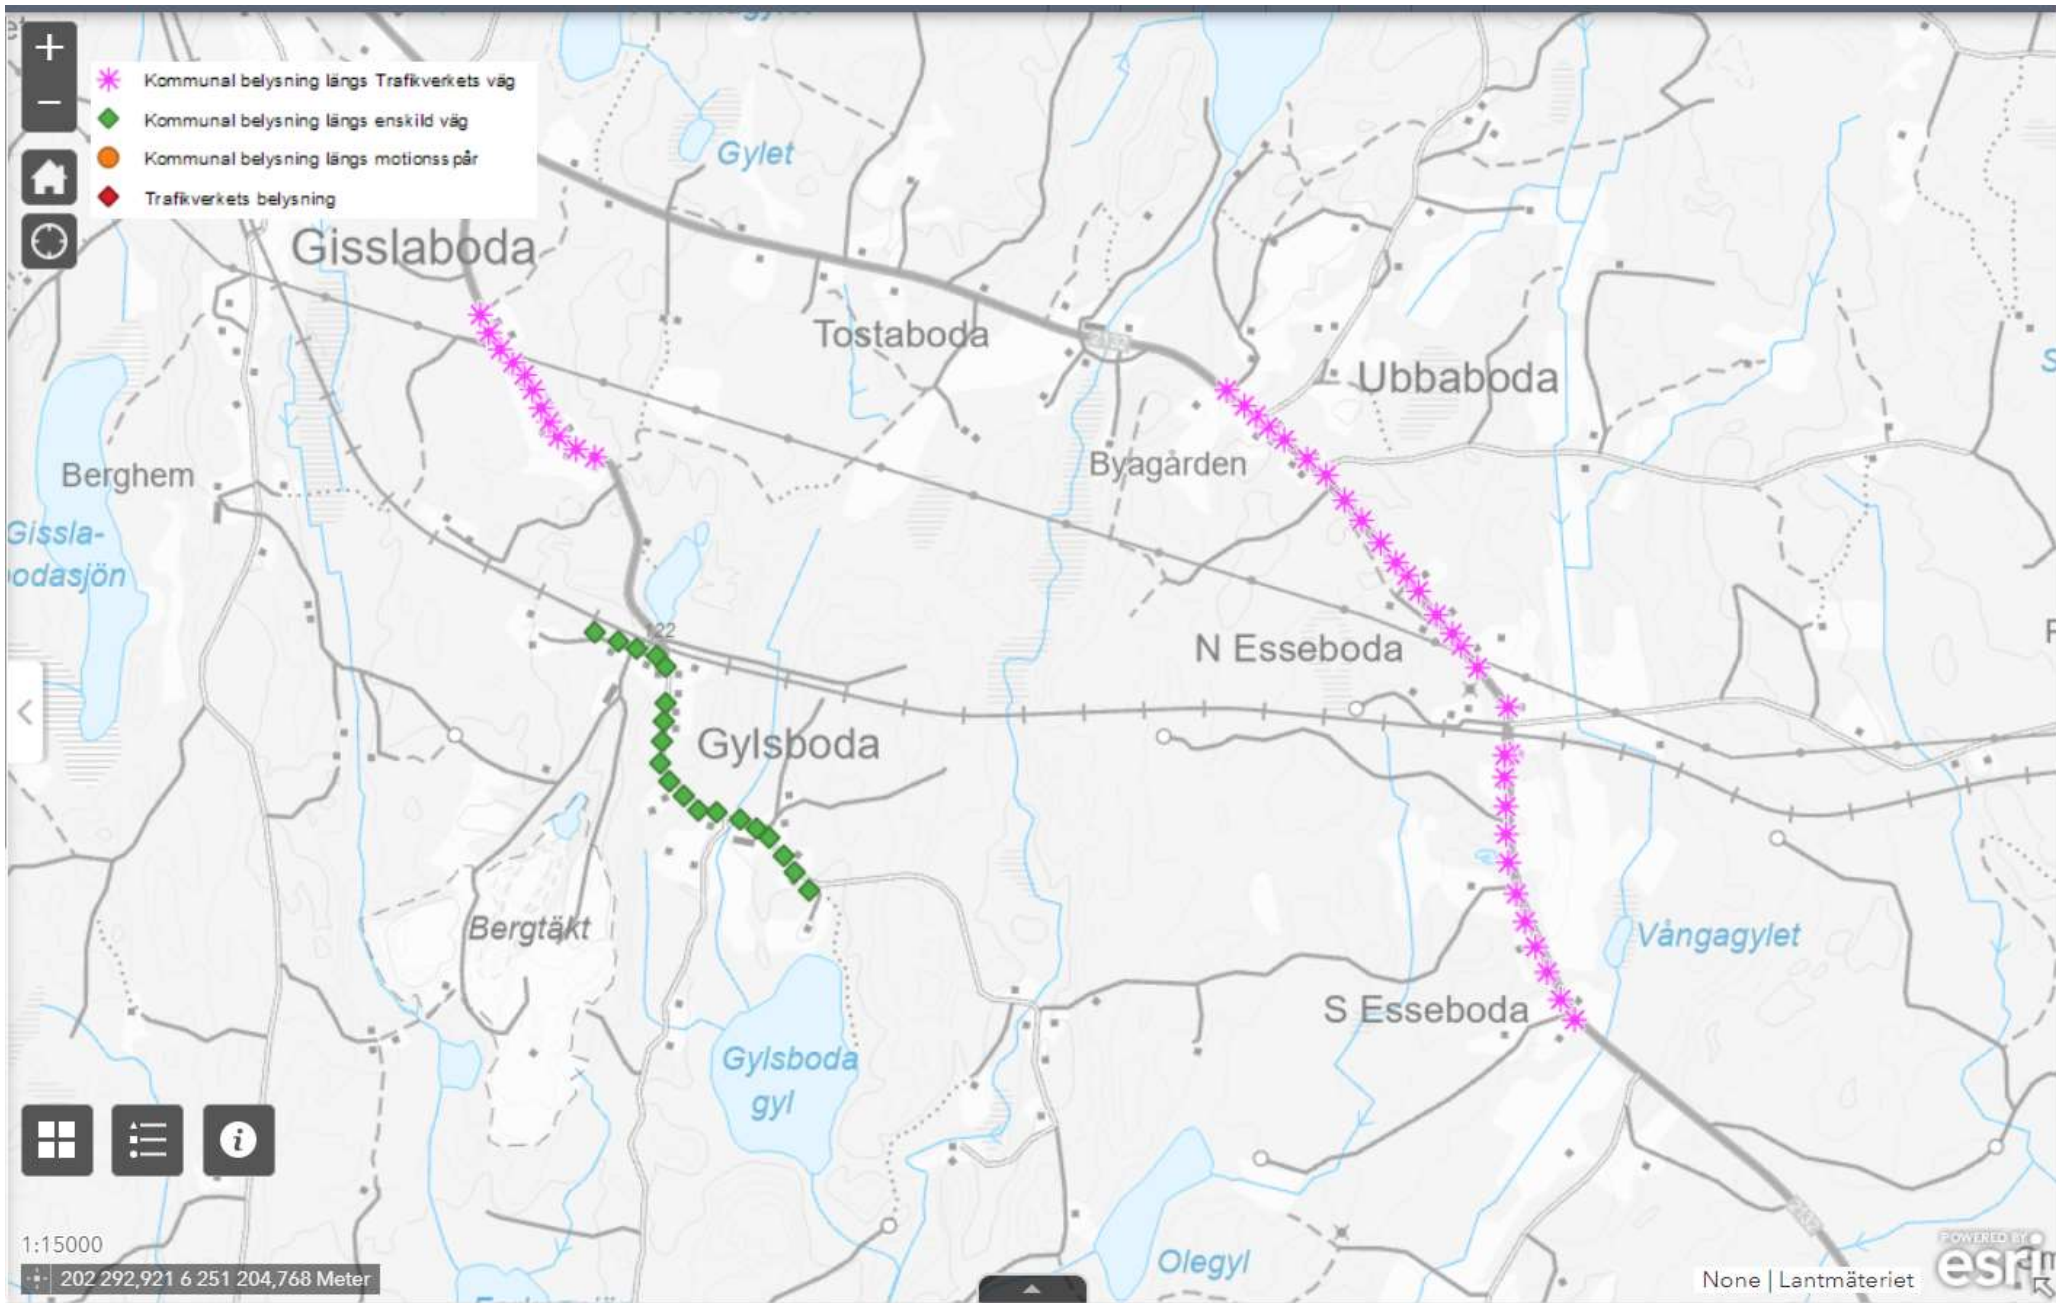 Kommunal belysning längs Trafikverkets väg
Kommunal belysning längs enskild väg
Kommunal belysning längs motionsspår
Trafikverkets belysning
Gylet
Gisslaboda
Tostaboda
Ubbaboda
Byagården
Berghem
Gissla-
odasjön
122
N Esseboda
Gylsboda
Bergtäkt
Vångagylet
S Esseboda
Gylsboda
gyl
Olegyl
1:15000
202 292,921 6 251 204,768 Meter
None | Lantmäteriet
POWERED BY
esri